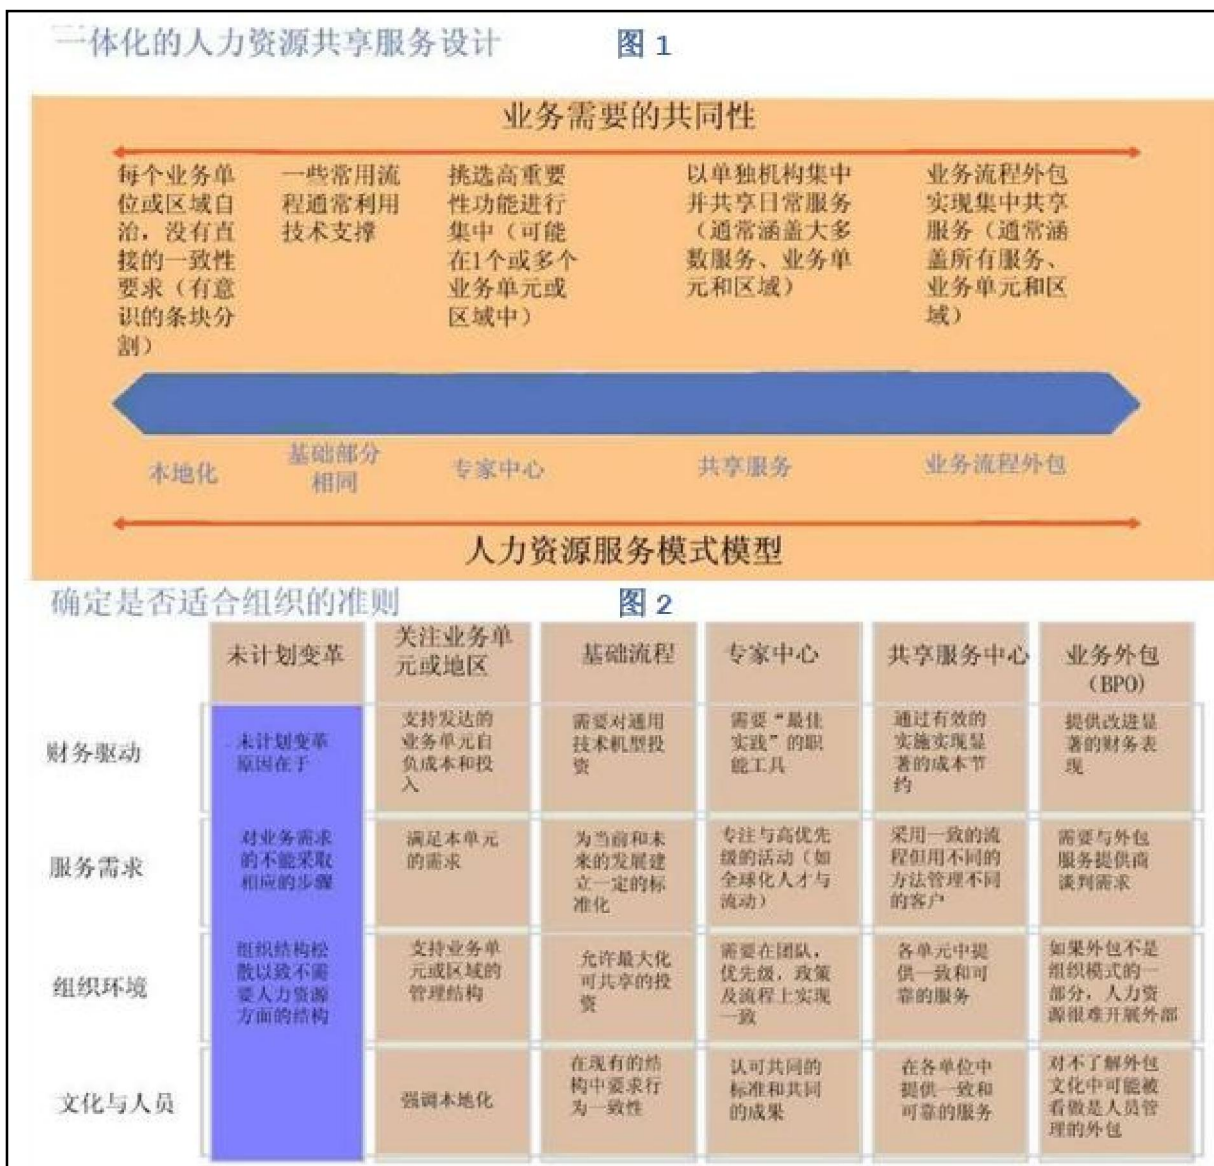 一体化的人力资源共享服务设计 图 1
业务需要的共同性
每个业务单
位或区域自
治，没有直
接的一致性
要求（有意
识的条块分
割）
一些常用流
程通常利用
技术支撑
挑选高重要
性功能进行
集中（可能
在1个或多个
业务单元或
区域中）
以单独机构集中
并共享日常服务
（通常涵盖大多
数服务、业务单
元和区域）
业务流程外包
实现集中共享
服务（通常涵
盖所有服务、
业务单元和区
域）
本地化
基础部分
相同
专家中心
共享服务
业务流程外包
人力资源服务模式模型
确定是否适合组织的准则 图 2
未计划变革
关注业务单
元或地区
基础流程
专家中心
共享服务中心
业务外包
（BPO）
财务驱动
未计划变革
原因在于
支持发达的
业务单元自
负成本和投
入
需要对通用
技术机型投
资
需要“最佳
实践”的职
能工具
通过有效的
实施实现显
著的成本节
约
提供改进显
著的财务表
现
服务需求
对业务需求
的不能采取
相应的步骤
满足本单元
的需求
为当前和未
来的发展建
立一定的标
准化
专注与高优先
级的活动（如
全球化人才与
流动）
采用一致的流
程但用不同的
方法管理不同
的客户
需要与外包
服务提供商
谈判需求
组织环境
组织结构松
散以致不需
要人力资源
方面的结构
支持业务单
元或区域的
管理结构
允许最大化
可共享的投
资
需要在团队，
优先级，政策
及流程上实现
一致
各单元中提
供一致和可
靠的服务
如果外包不是
组织模式的一
部分，人力资
源很难开展外部
文化与人员
强调本地化
在现有的结
构中要求行
为一致性
认可共同的
标准和共同
的成果
在各单位中
提供一致和
可靠的服务
对不了解外包
文化中可能被
看做是人员管
理的外包